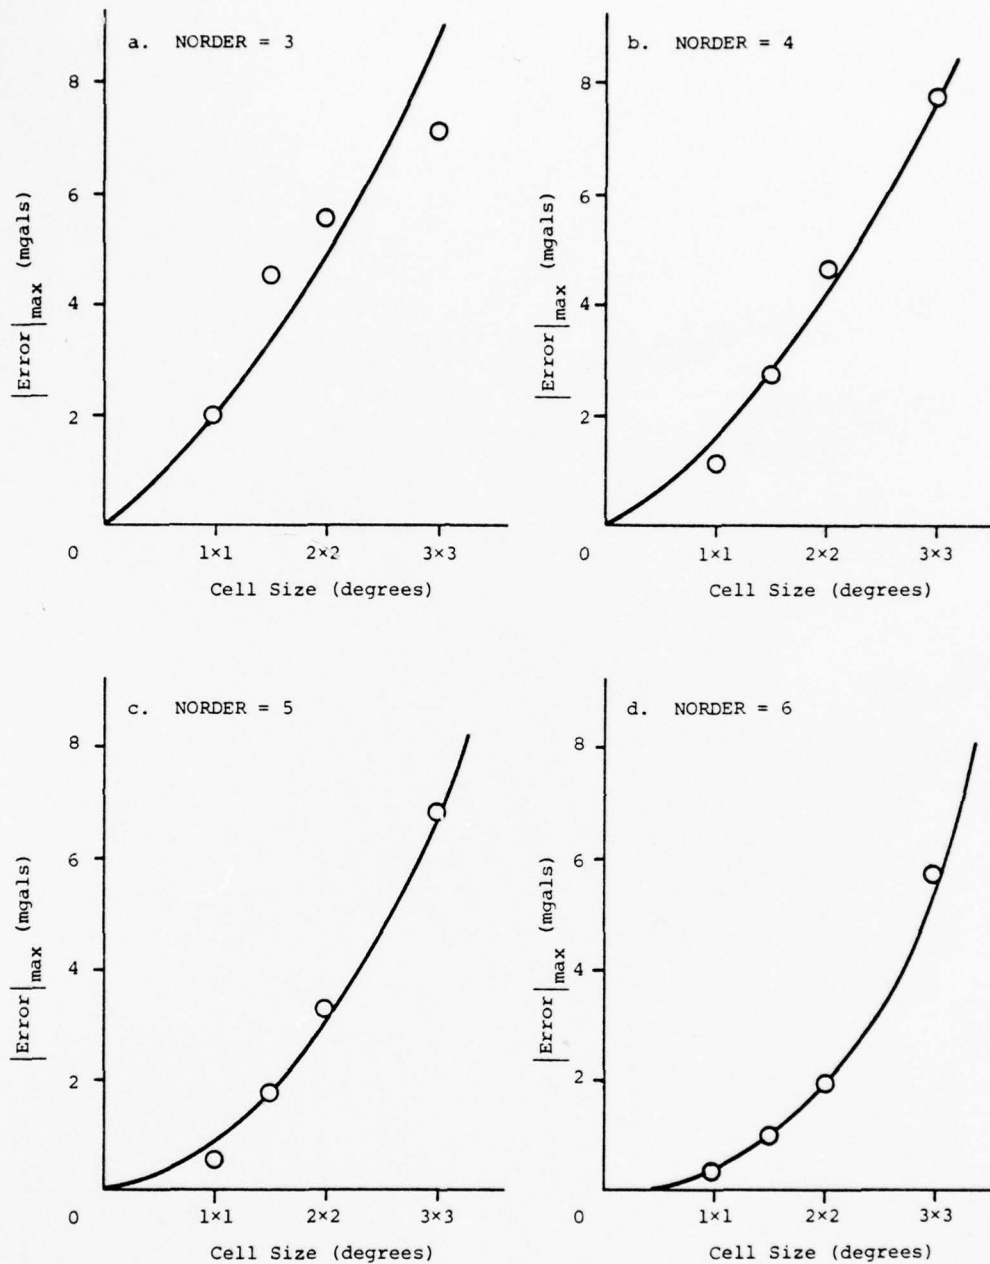 a. NORDER = 3
8
6
4
2
0
1×1
2×2
3×3
|Error|max (mgals)
Cell Size (degrees)
b. NORDER = 4
8
6
4
2
0
1×1
2×2
3×3
|Error|max (mgals)
Cell Size (degrees)
c. NORDER = 5
8
6
4
2
0
1×1
2×2
3×3
|Error|max (mgals)
Cell Size (degrees)
d. NORDER = 6
8
6
4
2
0
1×1
2×2
3×3
|Error|max (mgals)
Cell Size (degrees)